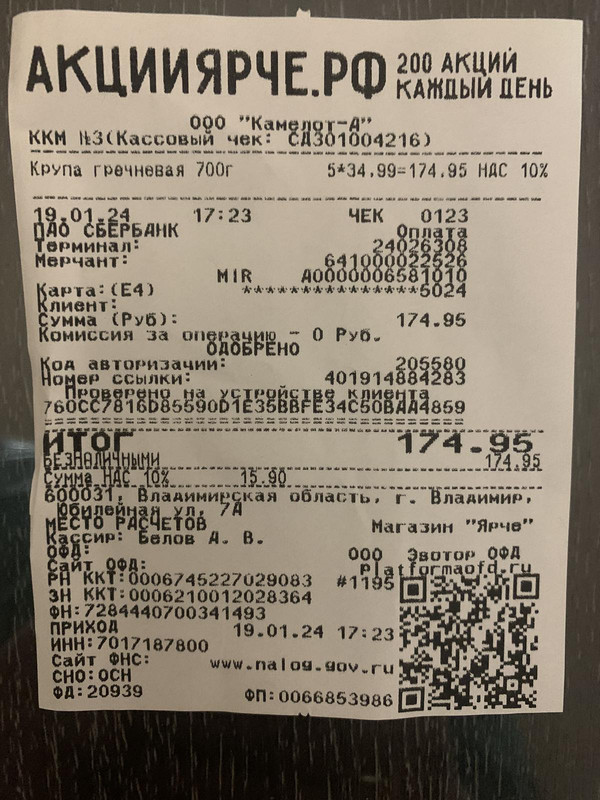 АКЦИИЯРЧЕ.РФ 200 АКЦИЙ КАЖДЫЙ ДЕНЬ
ООО "Камелот-А"
ККМ №3(Кассовый чек: СД301004216)
Крупа гречневая 700г 5*34.99=174.95 НДС 10%
19.01.24 17:23 ЧЕК 0123
ПАО СБЕРБАНК Оплата
Терминал: 24026308
Мерчант: 641000022526
MIR A0000006581010
Карта:(E4) **************5024
Клиент:
Сумма (Руб): 174.95
Комиссия за операцию - 0 Руб.
ОДОБРЕНО
Код авторизации: 205580
Номер ссылки: 401914884283
Проверено на устройстве клиента
760CC7816D85590D1E35BBFE34C50BAA4859
ИТОГ 174.95
БЕЗНАЛИЧНЫМИ 174.95
Сумма НДС 10% 15.90
600031, Владимирская область, г. Владимир,
Юбилейная ул, 7А
МЕСТО РАСЧЕТОВ Магазин "Ярче"
Кассир: Белов А. В.
ОФД: ООО Эвотор ОФД
Сайт ОФД: platformaofd.ru
РН ККТ:0006745227029083 #1195
ЗН ККТ:0006210012028364
ФН:7284440700341493
ПРИХОД 19.01.24 17:23
ИНН:7017187800
Сайт ФНС: www.nalog.gov.ru
СНО:ОСН
ФД:20939 ФП:0066853986